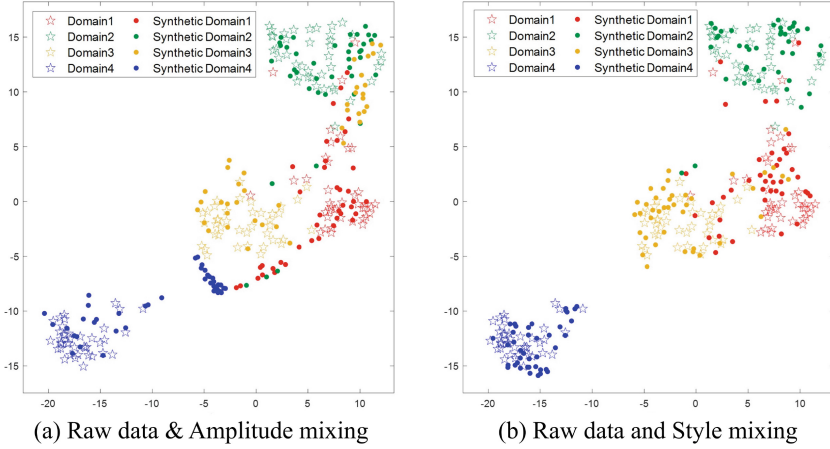 Domain1 Synthetic Domain1
Domain2 Synthetic Domain2
Domain3 Synthetic Domain3
Domain4 Synthetic Domain4
15
10
5
0
-5
-10
-15
-20 -15 -10 -5 0 5 10
(a) Raw data & Amplitude mixing
Domain1 Synthetic Domain1
Domain2 Synthetic Domain2
Domain3 Synthetic Domain3
Domain4 Synthetic Domain4
15
10
5
0
-5
-10
-15
-20 -15 -10 -5 0 5 10
(b) Raw data and Style mixing